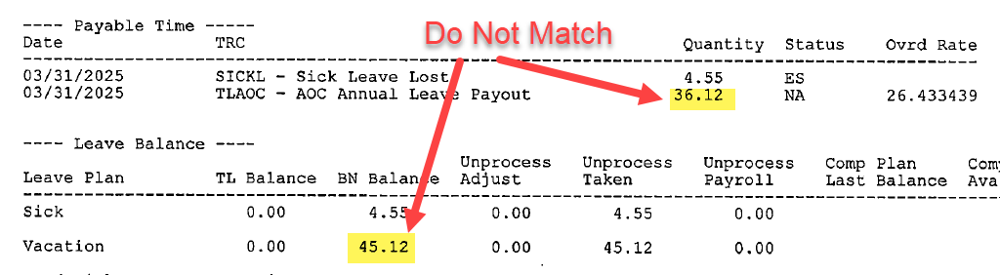 ---- Payable Time -----
Do Not Match
Date TRC Quantity Status Ovrd Rate
03/31/2025 SICKL - Sick Leave Lost 4.55 ES
03/31/2025 TLAOC - AOC Annual Leave Payout 36.12 NA 26.433439
---- Leave Balance ----
Unprocess Unprocess Unprocess Comp Plan Com
Leave Plan TL Balance BN Balance Adjust Taken Payroll Last Balance Ava
Sick 0.00 4.55 0.00 4.55 0.00
Vacation 0.00 45.12 0.00 45.12 0.00